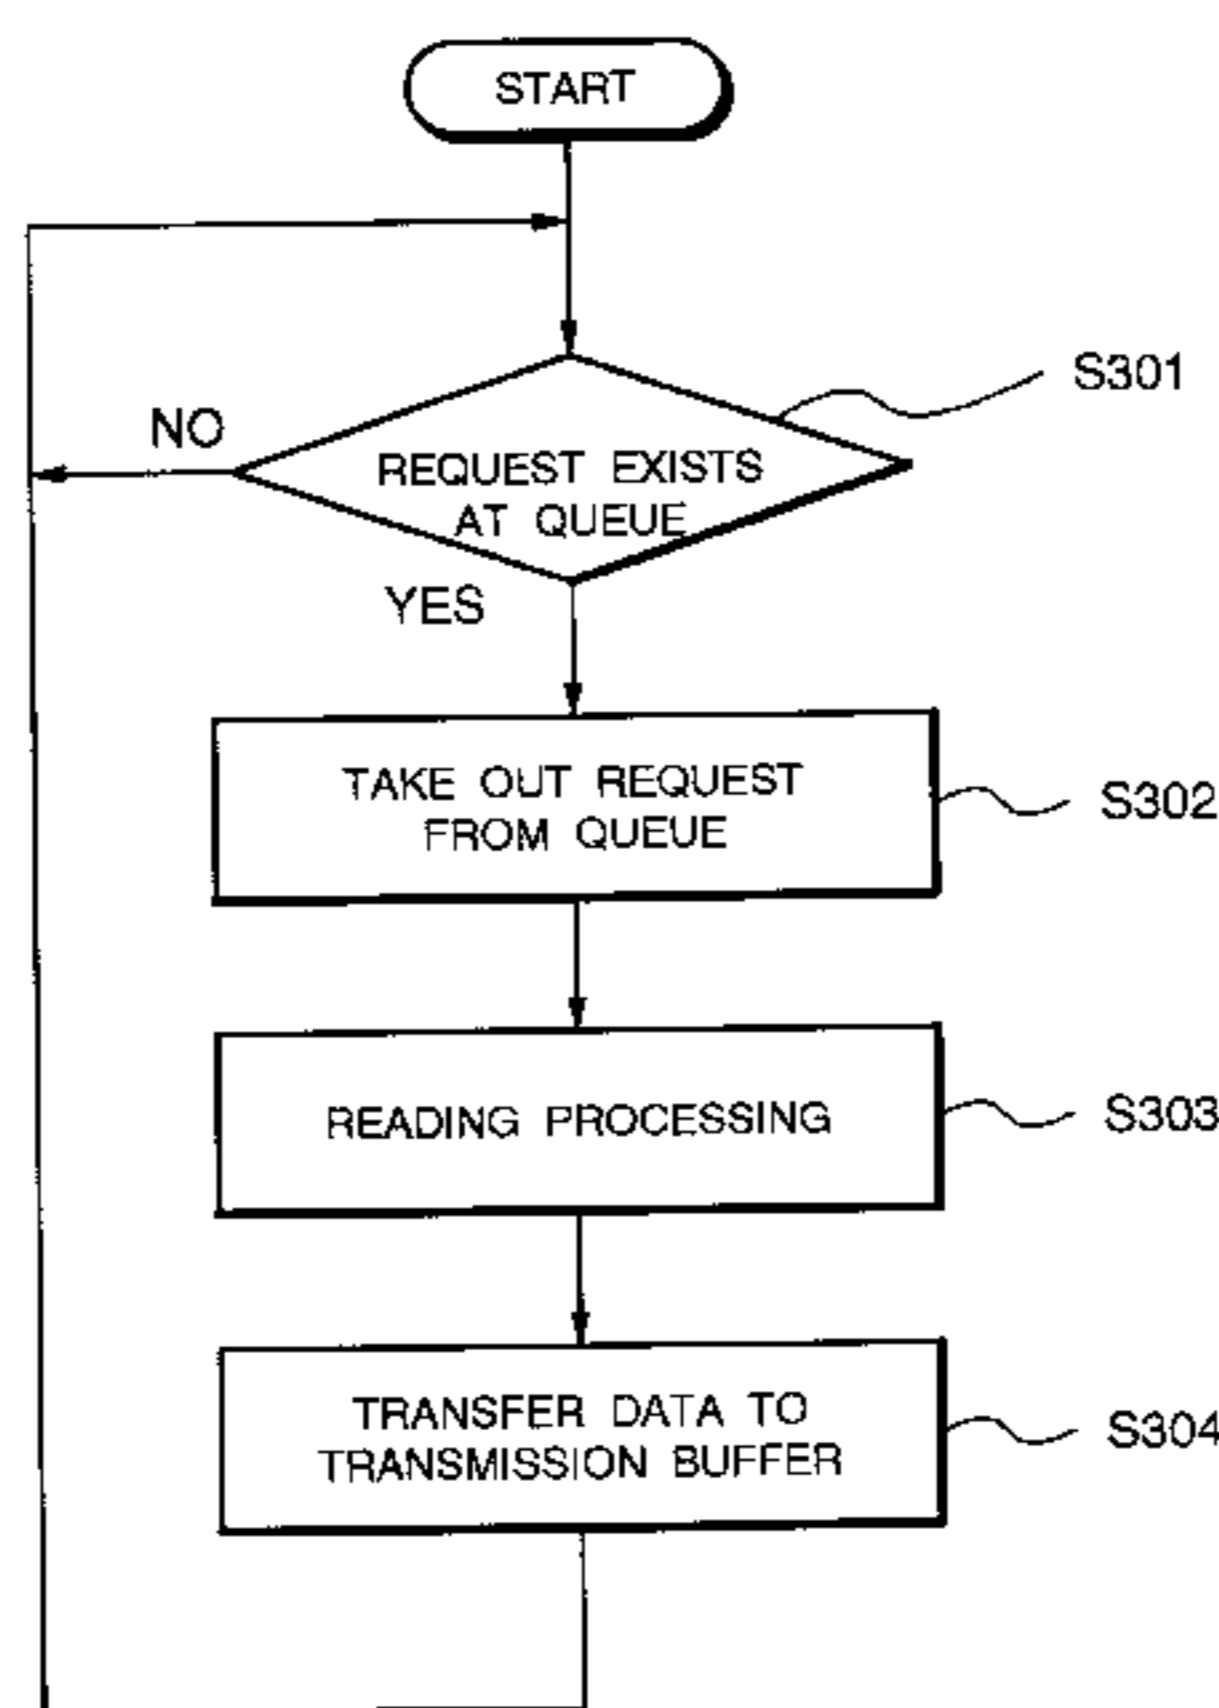 START
S301
NO
REQUEST EXISTS
AT QUEUE
YES
TAKE OUT REQUEST
FROM QUEUE
S302
READING PROCESSING
S303
TRANSFER DATA TO
TRANSMISSION BUFFER
S304